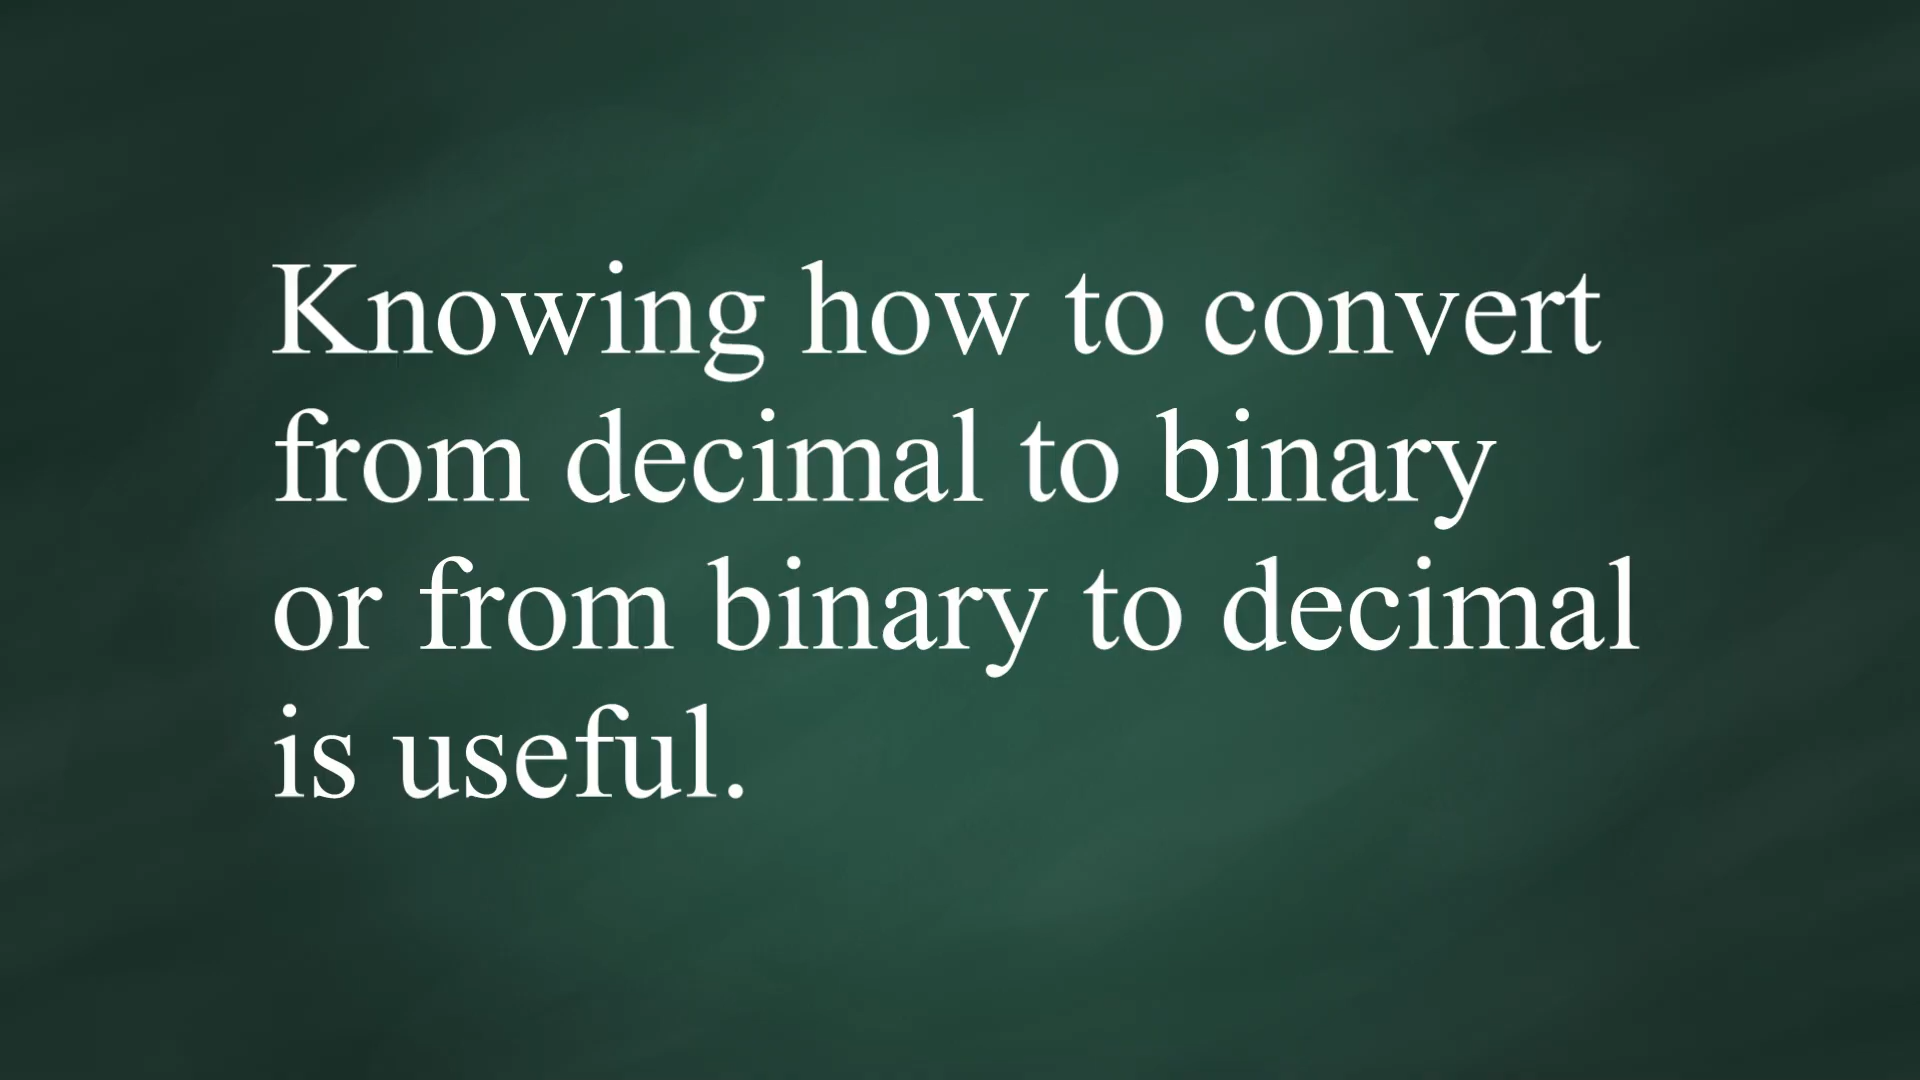 Knowing how to convert
from decimal to binary
or from binary to decimal
is useful.